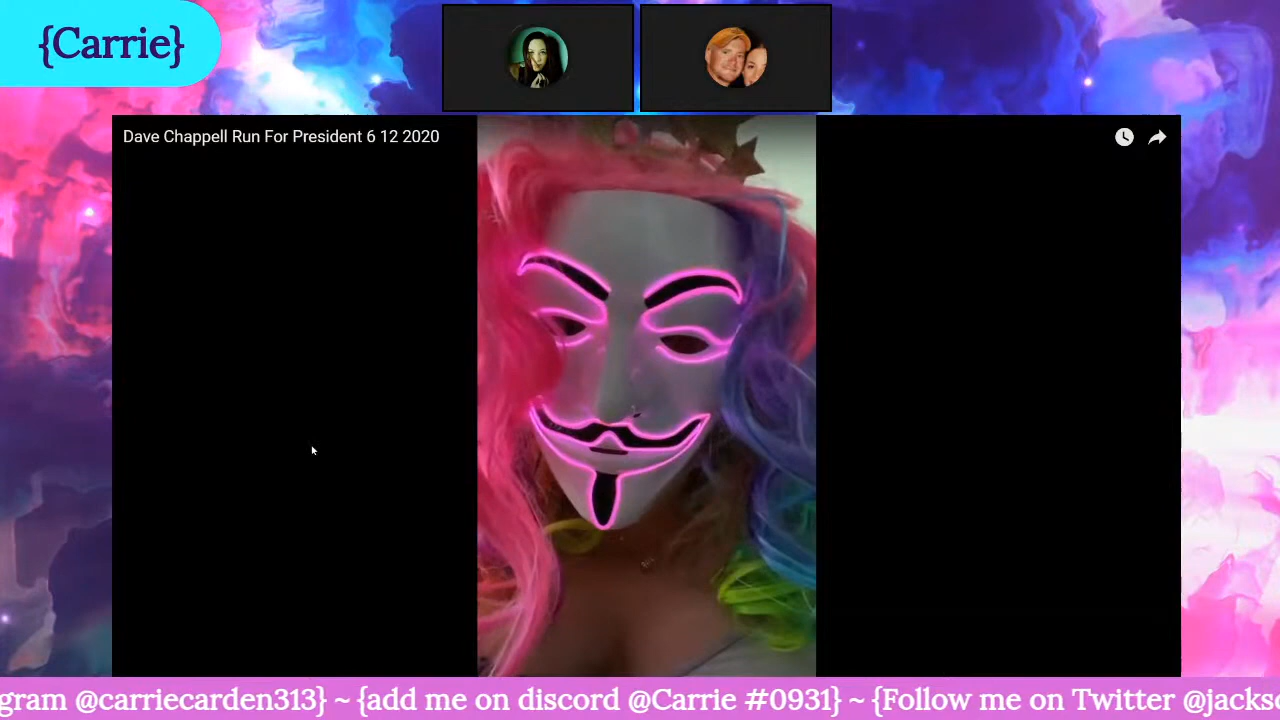 {Carrie}
Dave Chappell Run For President 6 12 2020
gram @carriecarden313} ~ {add me on discord @Carrie #0931} ~ {Follow me on Twitter @jackso